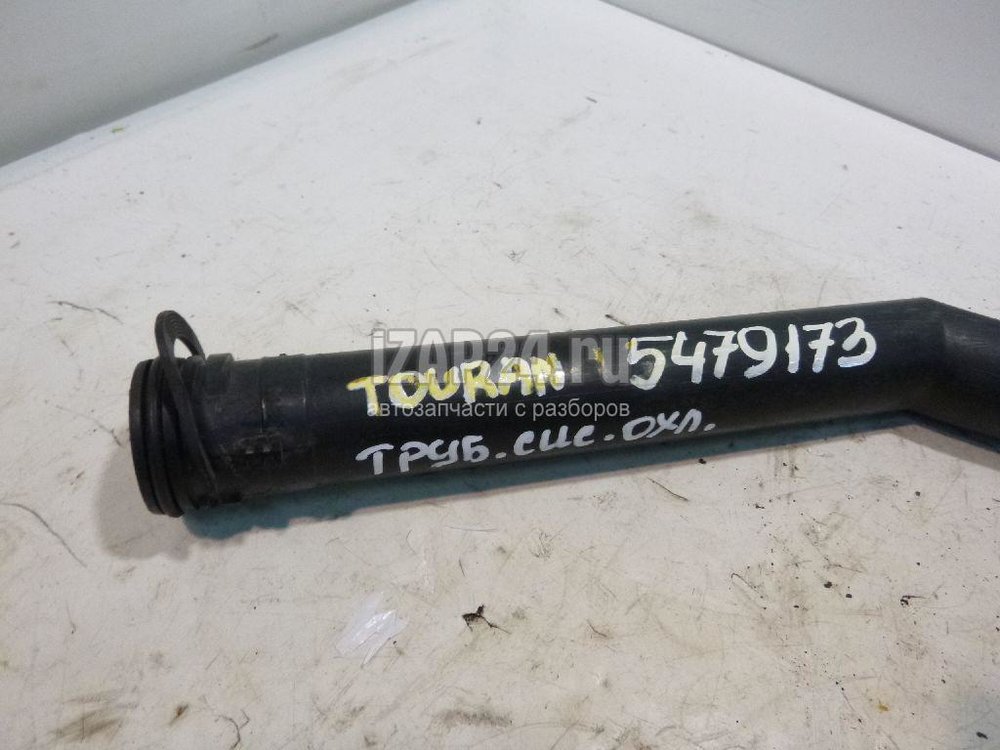 iZAP24.ru
TOURAN 5479173
автозапчасти с разборов
ТРУБ. СИС. ОХЛ.